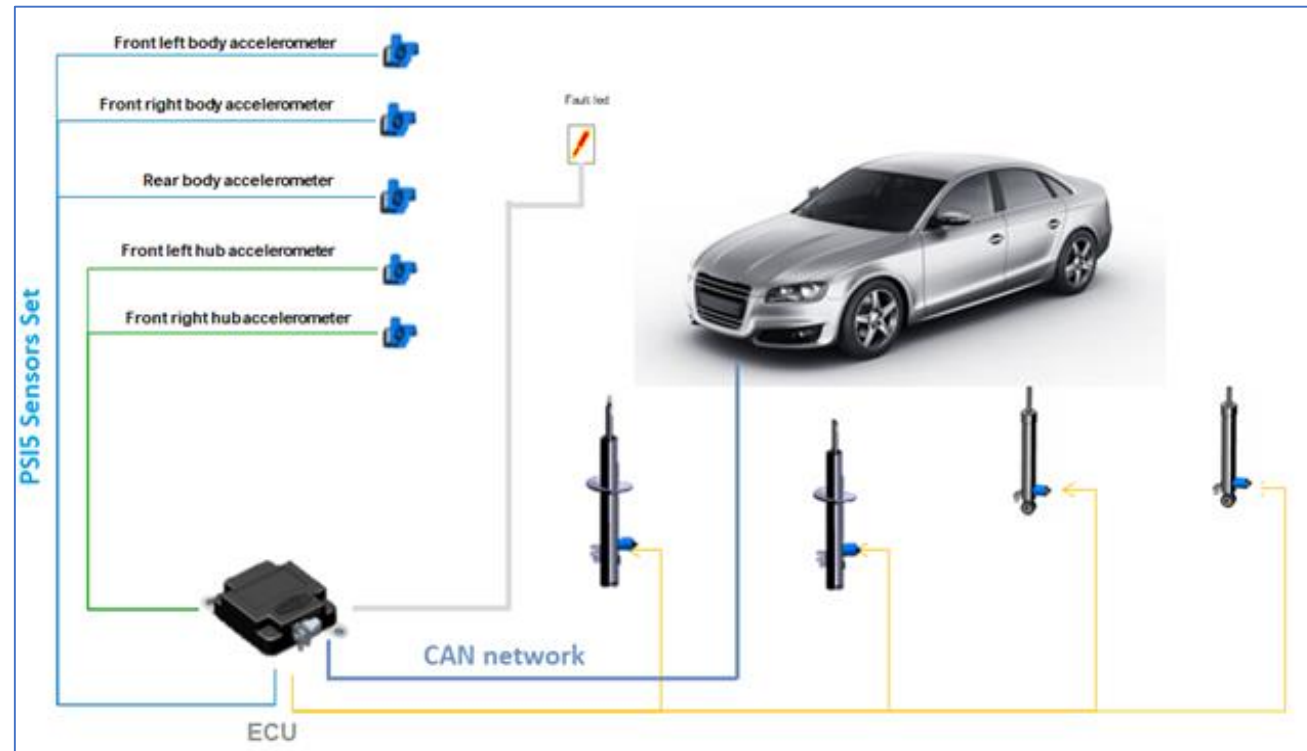 Front left body accelerometer
Front right body accelerometer
Fault led
Rear body accelerometer
Front left hub accelerometer
Front right hub accelerometer
PSI5 Sensors Set
CAN network
ECU